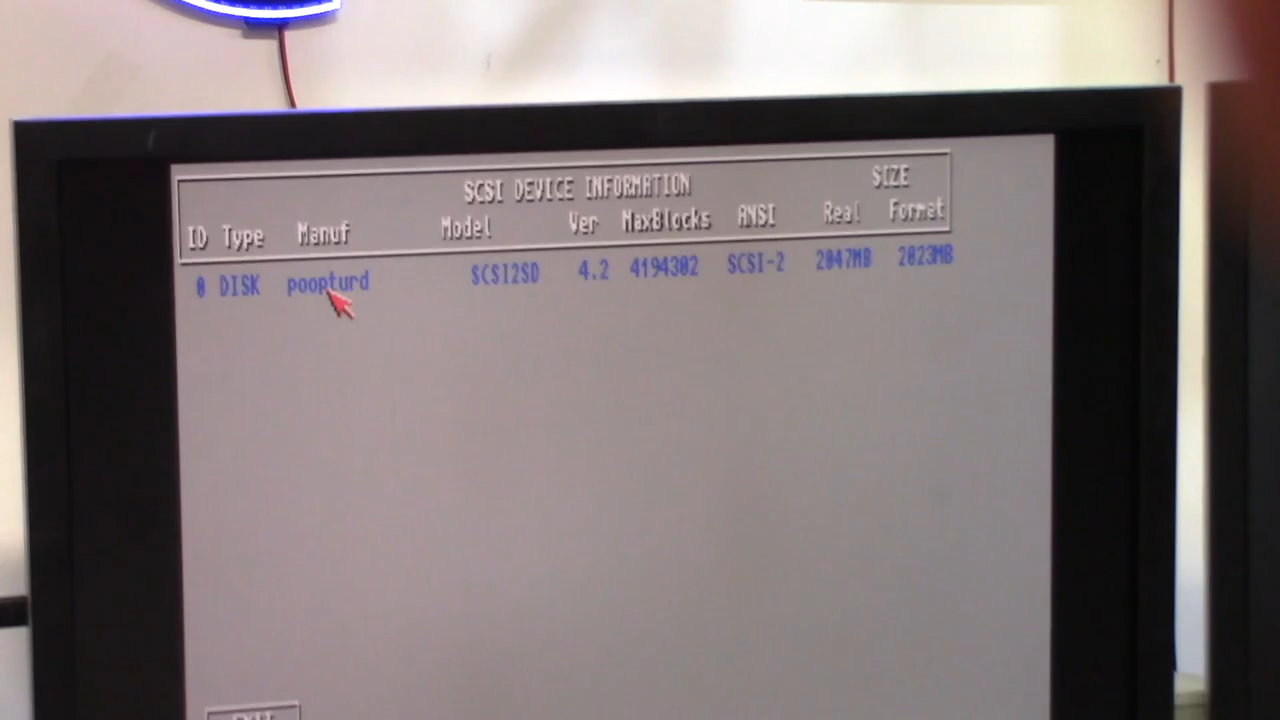 SCSI DEVICE INFORMATION SIZE
ID Type Manuf Model Ver MaxBlocks ANSI Real Format
0 DISK poopturd SCSI2SD 4.2 4194302 SCSI-2 2047MB 2023MB